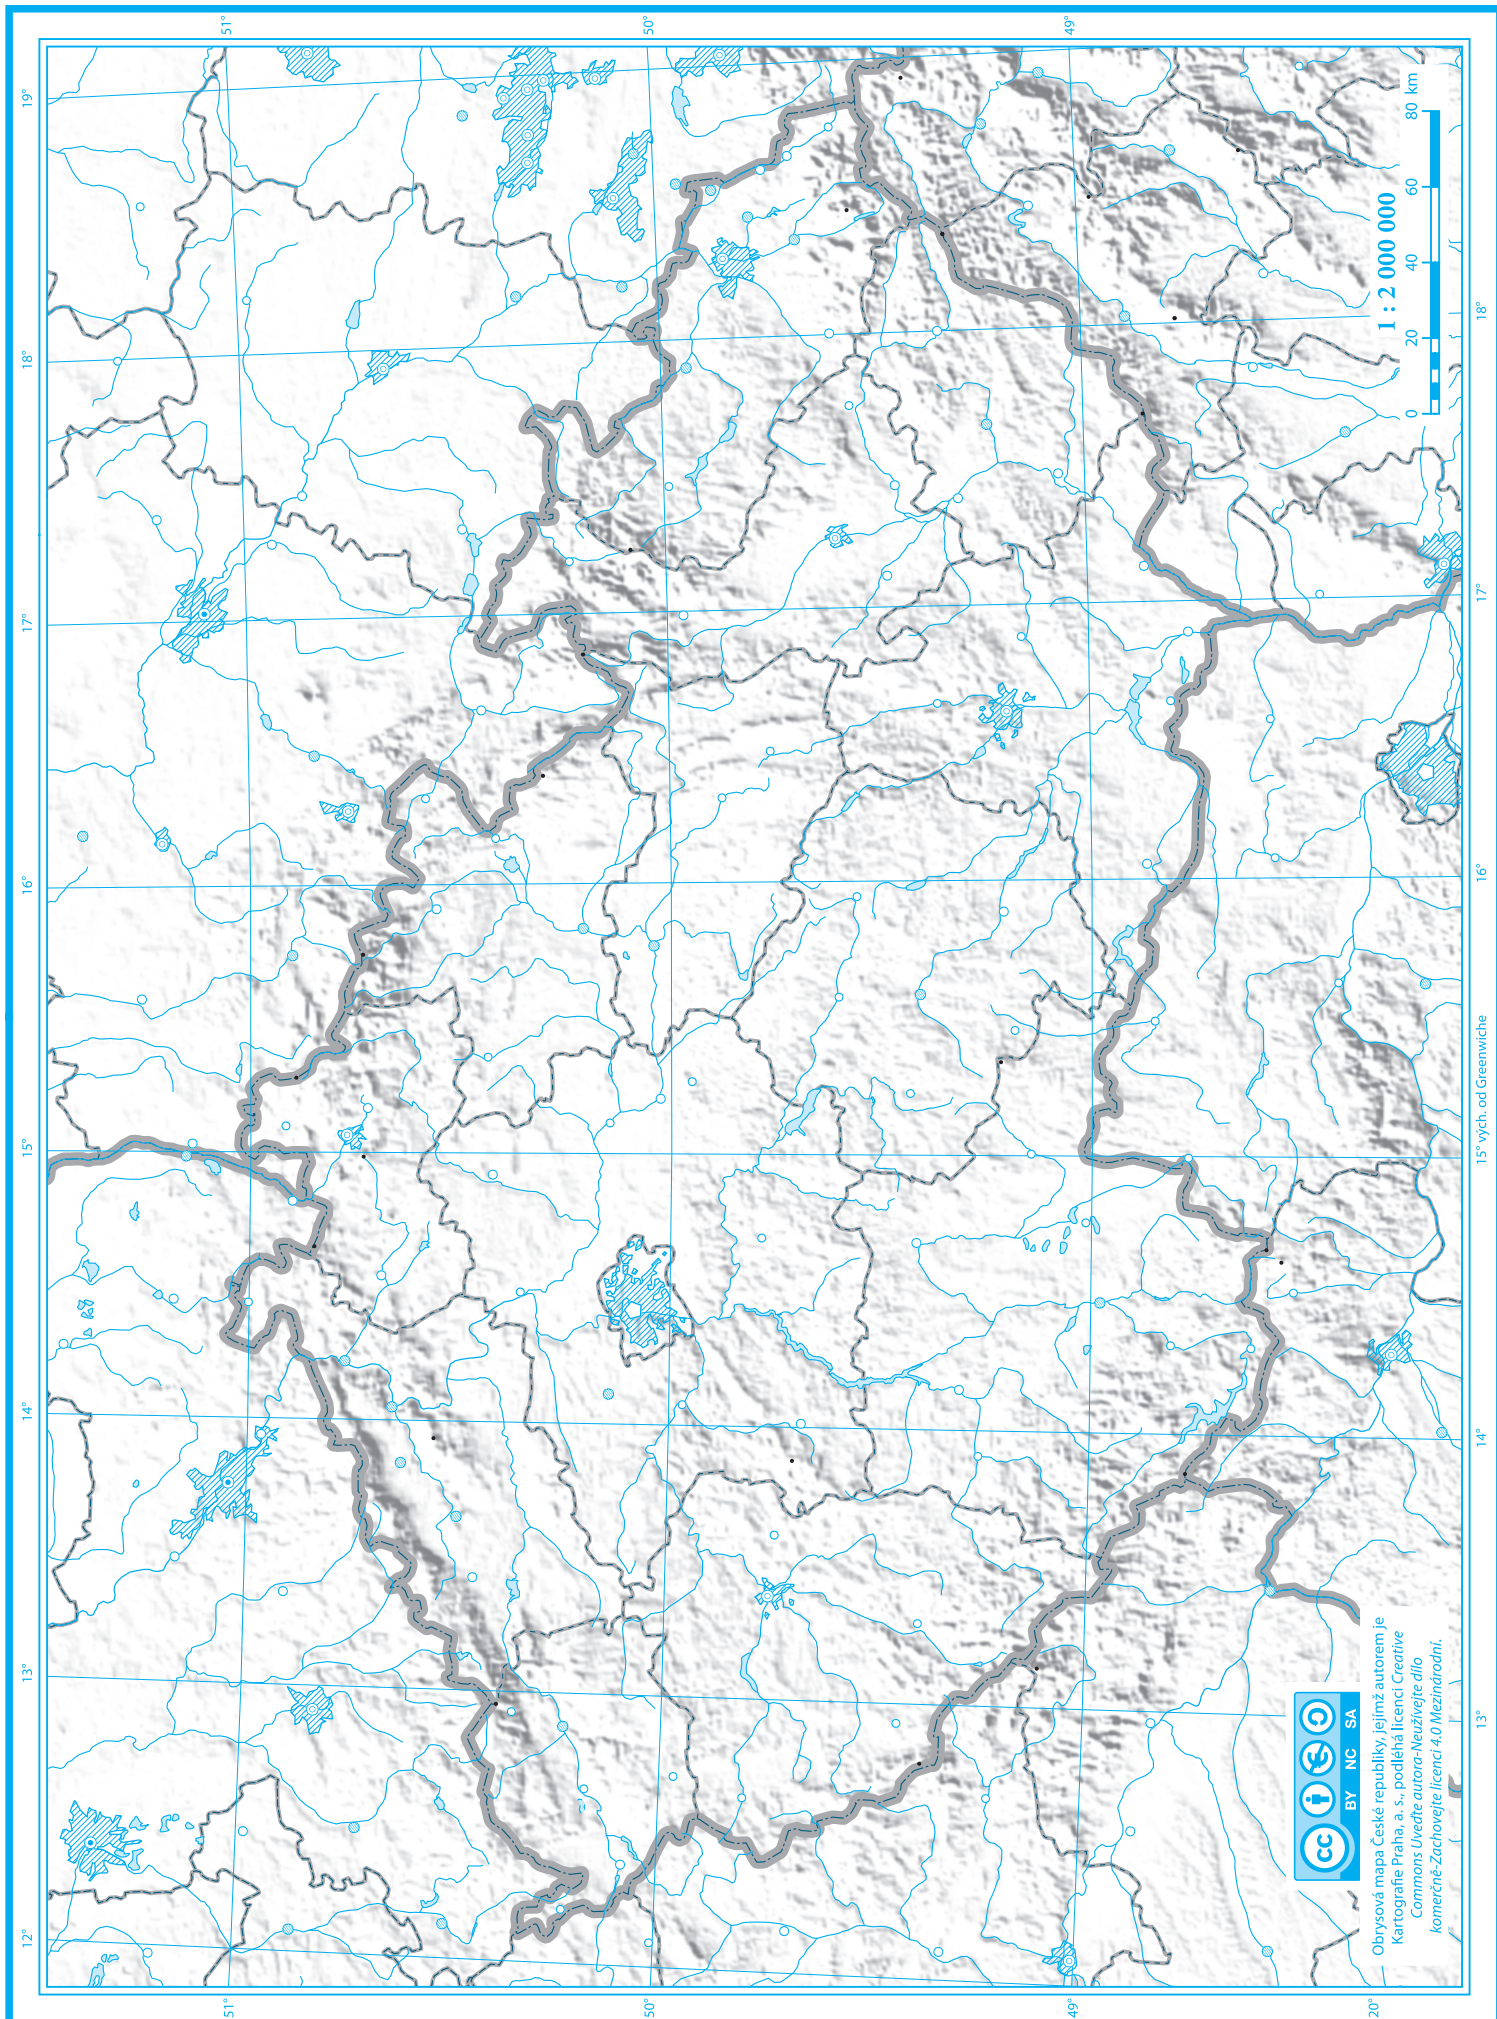 12°
13°
14°
15°
16°
17°
18°
19°
51°
50°
49°
51°
50°
49°
20°
13°
14°
15° vých. od Greenwiche
16°
17°
18°
1 : 2 000 000
0 20 40 60 80 km
cc
BY NC SA
Obrysová mapa České republiky, jejímž autorem je
Kartografie Praha, a. s., podléhá licenci Creative
Commons Uveďte autora-Neužívejte dílo
komerčně-Zachovejte licenci 4.0 Mezinárodní.